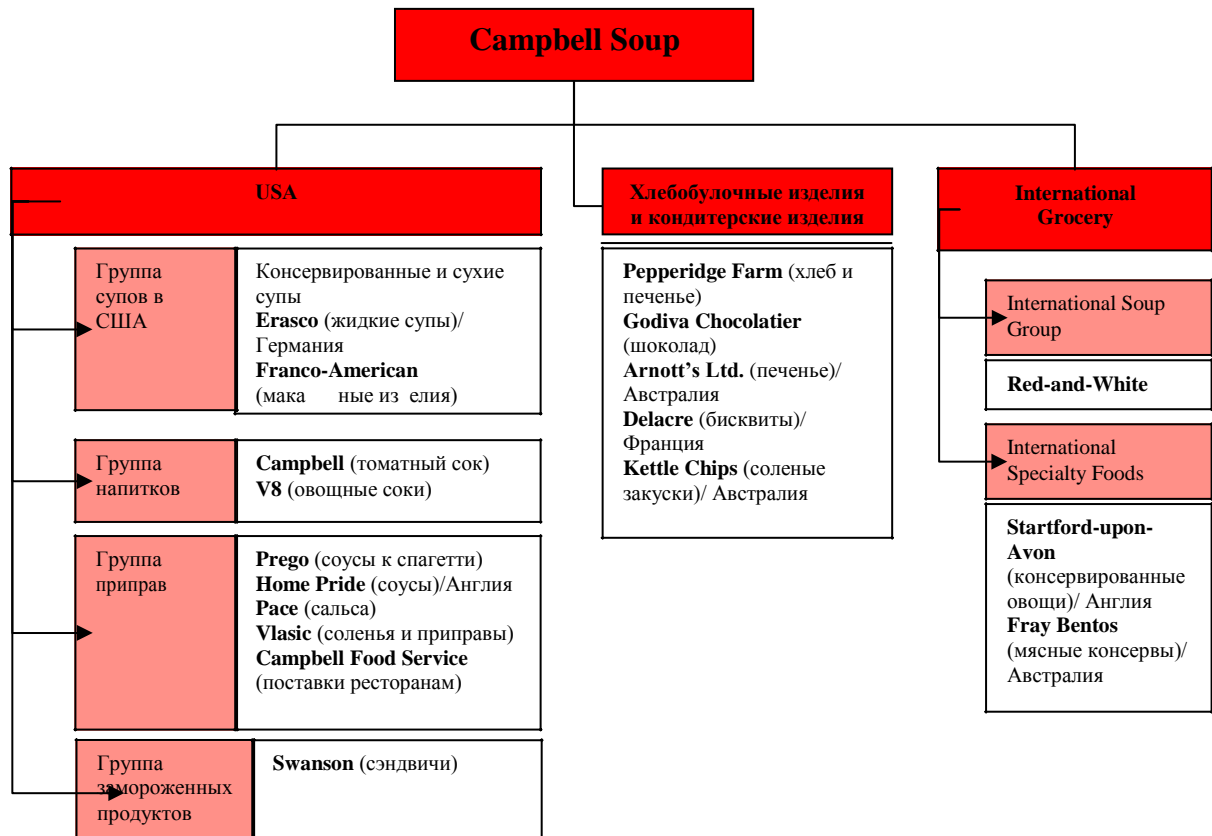 Campbell Soup
USA
Группа
супов в
США
Консервированные и сухие
супы
Erasco (жидкие супы)/
Германия
Franco-American
(мака ные из елия)
Группа
напитков
Campbell (томатный сок)
V8 (овощные соки)
Группа
приправ
Prego (соусы к спагетти)
Home Pride (соусы)/Англия
Pace (сальса)
Vlasic (соленья и приправы)
Campbell Food Service
(поставки ресторанам)
Группа
замороженных
продуктов
Swanson (сэндвичи)
Хлебобулочные изделия
и кондитерские изделия
Pepperidge Farm (хлеб и
печенье)
Godiva Chocolatier
(шоколад)
Arnott’s Ltd. (печенье)/
Австралия
Delacre (бисквиты)/
Франция
Kettle Chips (соленые
закуски)/ Австралия
International
Grocery
International Soup
Group
Red-and-White
International
Specialty Foods
Startford-upon-
Avon
(консервированные
овощи)/ Англия
Fray Bentos
(мясные консервы)/
Австралия